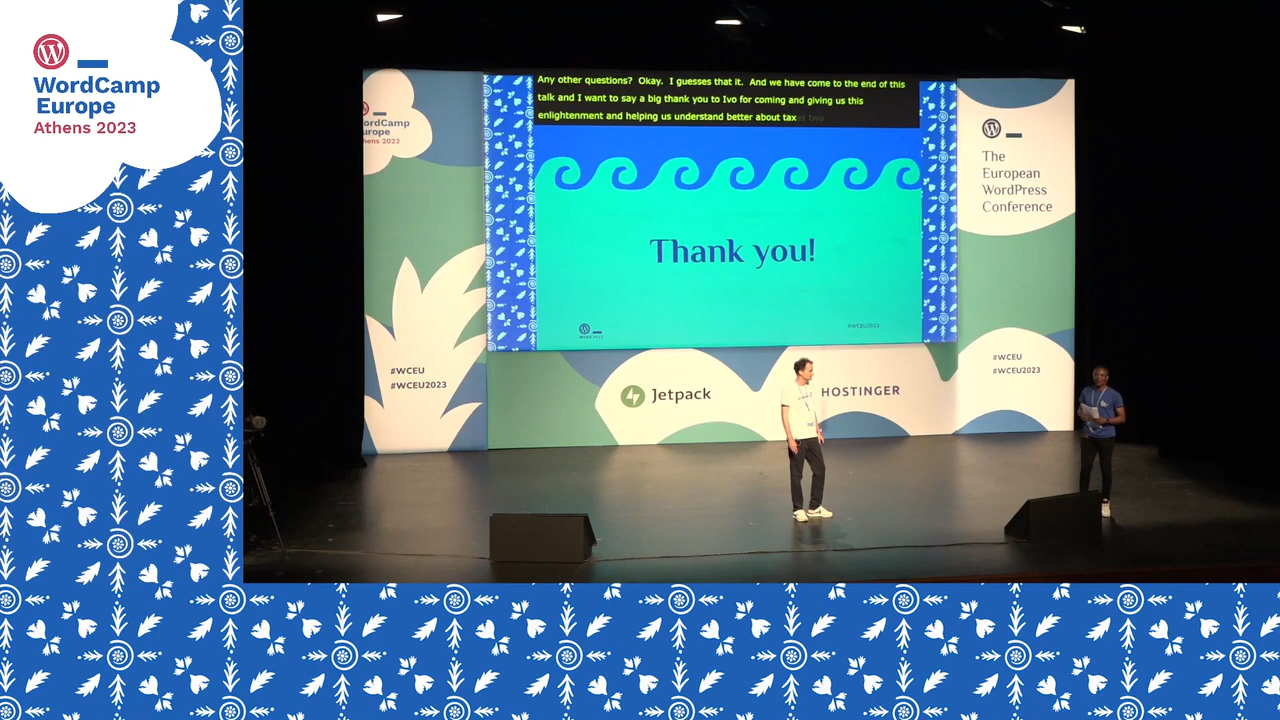 WordCamp
Europe
Athens 2023
Any other questions? Okay. I guesses that it. And we have come to the end of this
talk and I want to say a big thank you to Ivo for coming and giving us this
enlightenment and helping us understand better about tax
ordCamp
urope
hens 2023
Thank you!
#WCEU2023
The
European
WordPress
Conference
#WCEU
#WCEU2023
Jetpack
HOSTINGER
#WCEU
#WCEU2023